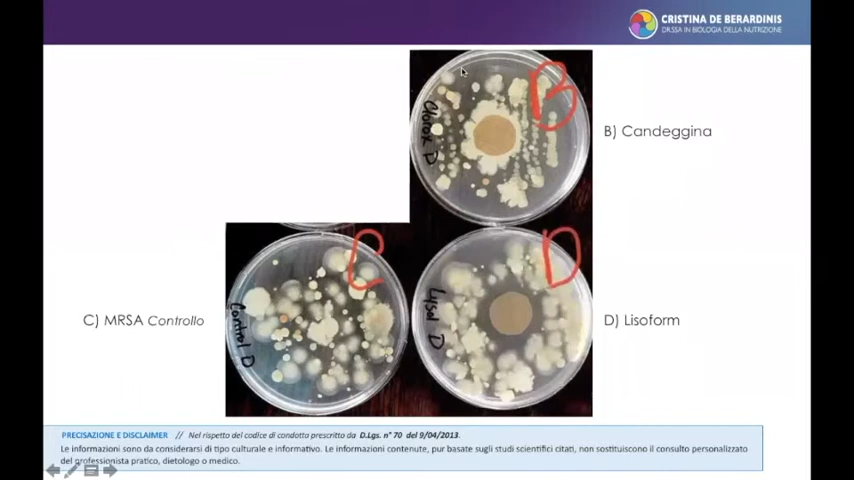 CRISTINA DE BERARDINIS
DR.SSA IN BIOLOGIA DELLA NUTRIZIONE
B
Clorox D
B) Candeggina
C
D
Control D
Lysol D
C) MRSA Controllo
D) Lisoform
PRECISAZIONE E DISCLAIMER // Nel rispetto del codice di condotta prescritto da D.Lgs. n° 70 del 9/04/2013.
Le informazioni sono da considerarsi di tipo culturale e informativo. Le informazioni contenute, pur basate sugli studi scientifici citati, non sostituiscono il consulto personalizzato
del professionista pratico, dietologo o medico.